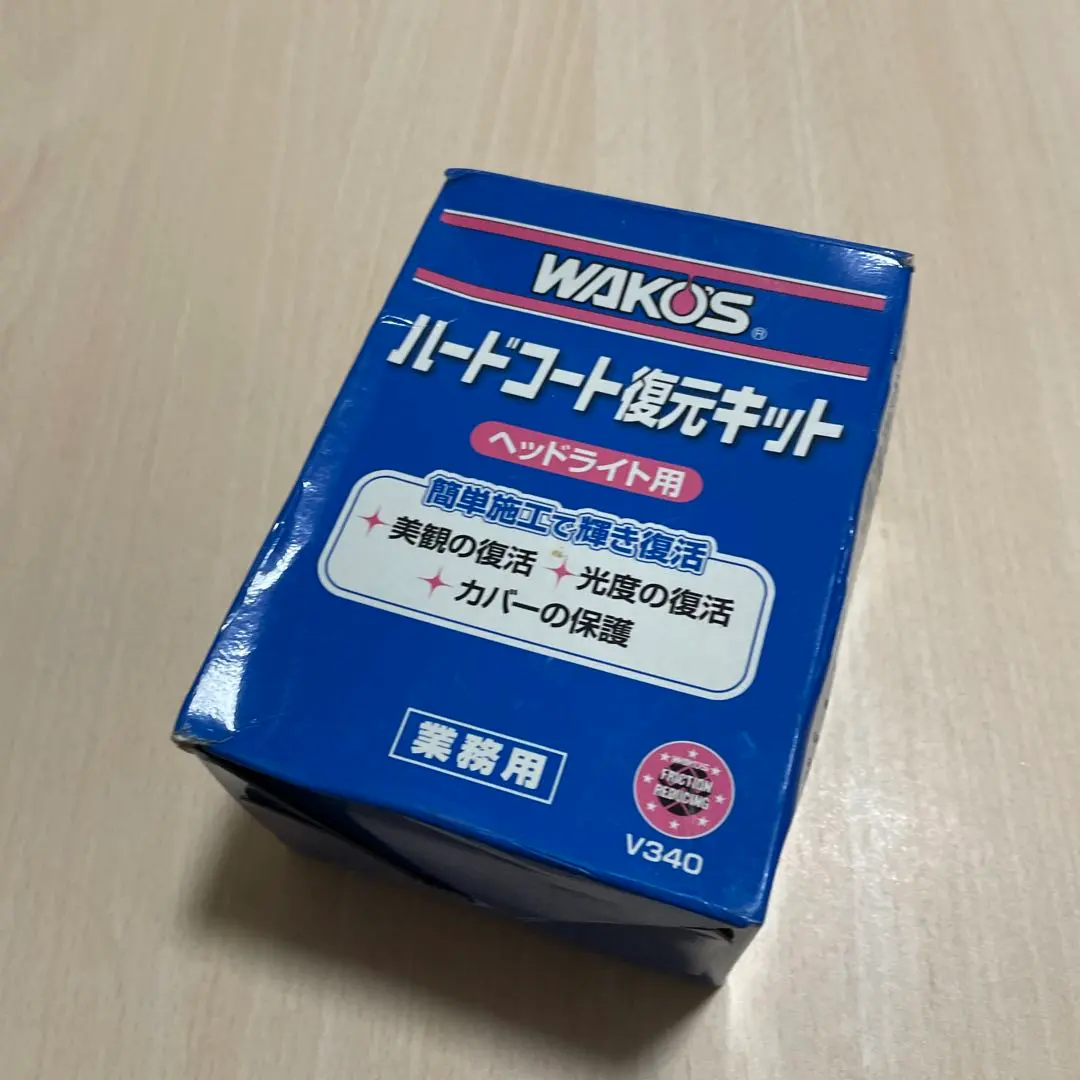 WAKO'S®
ハードコート復元キット
ヘッドライト用
簡単施工で輝き復活
美観の復活 光度の復活
カバーの保護
業務用
WAKO'S
FRICTION
REDUCING
V340